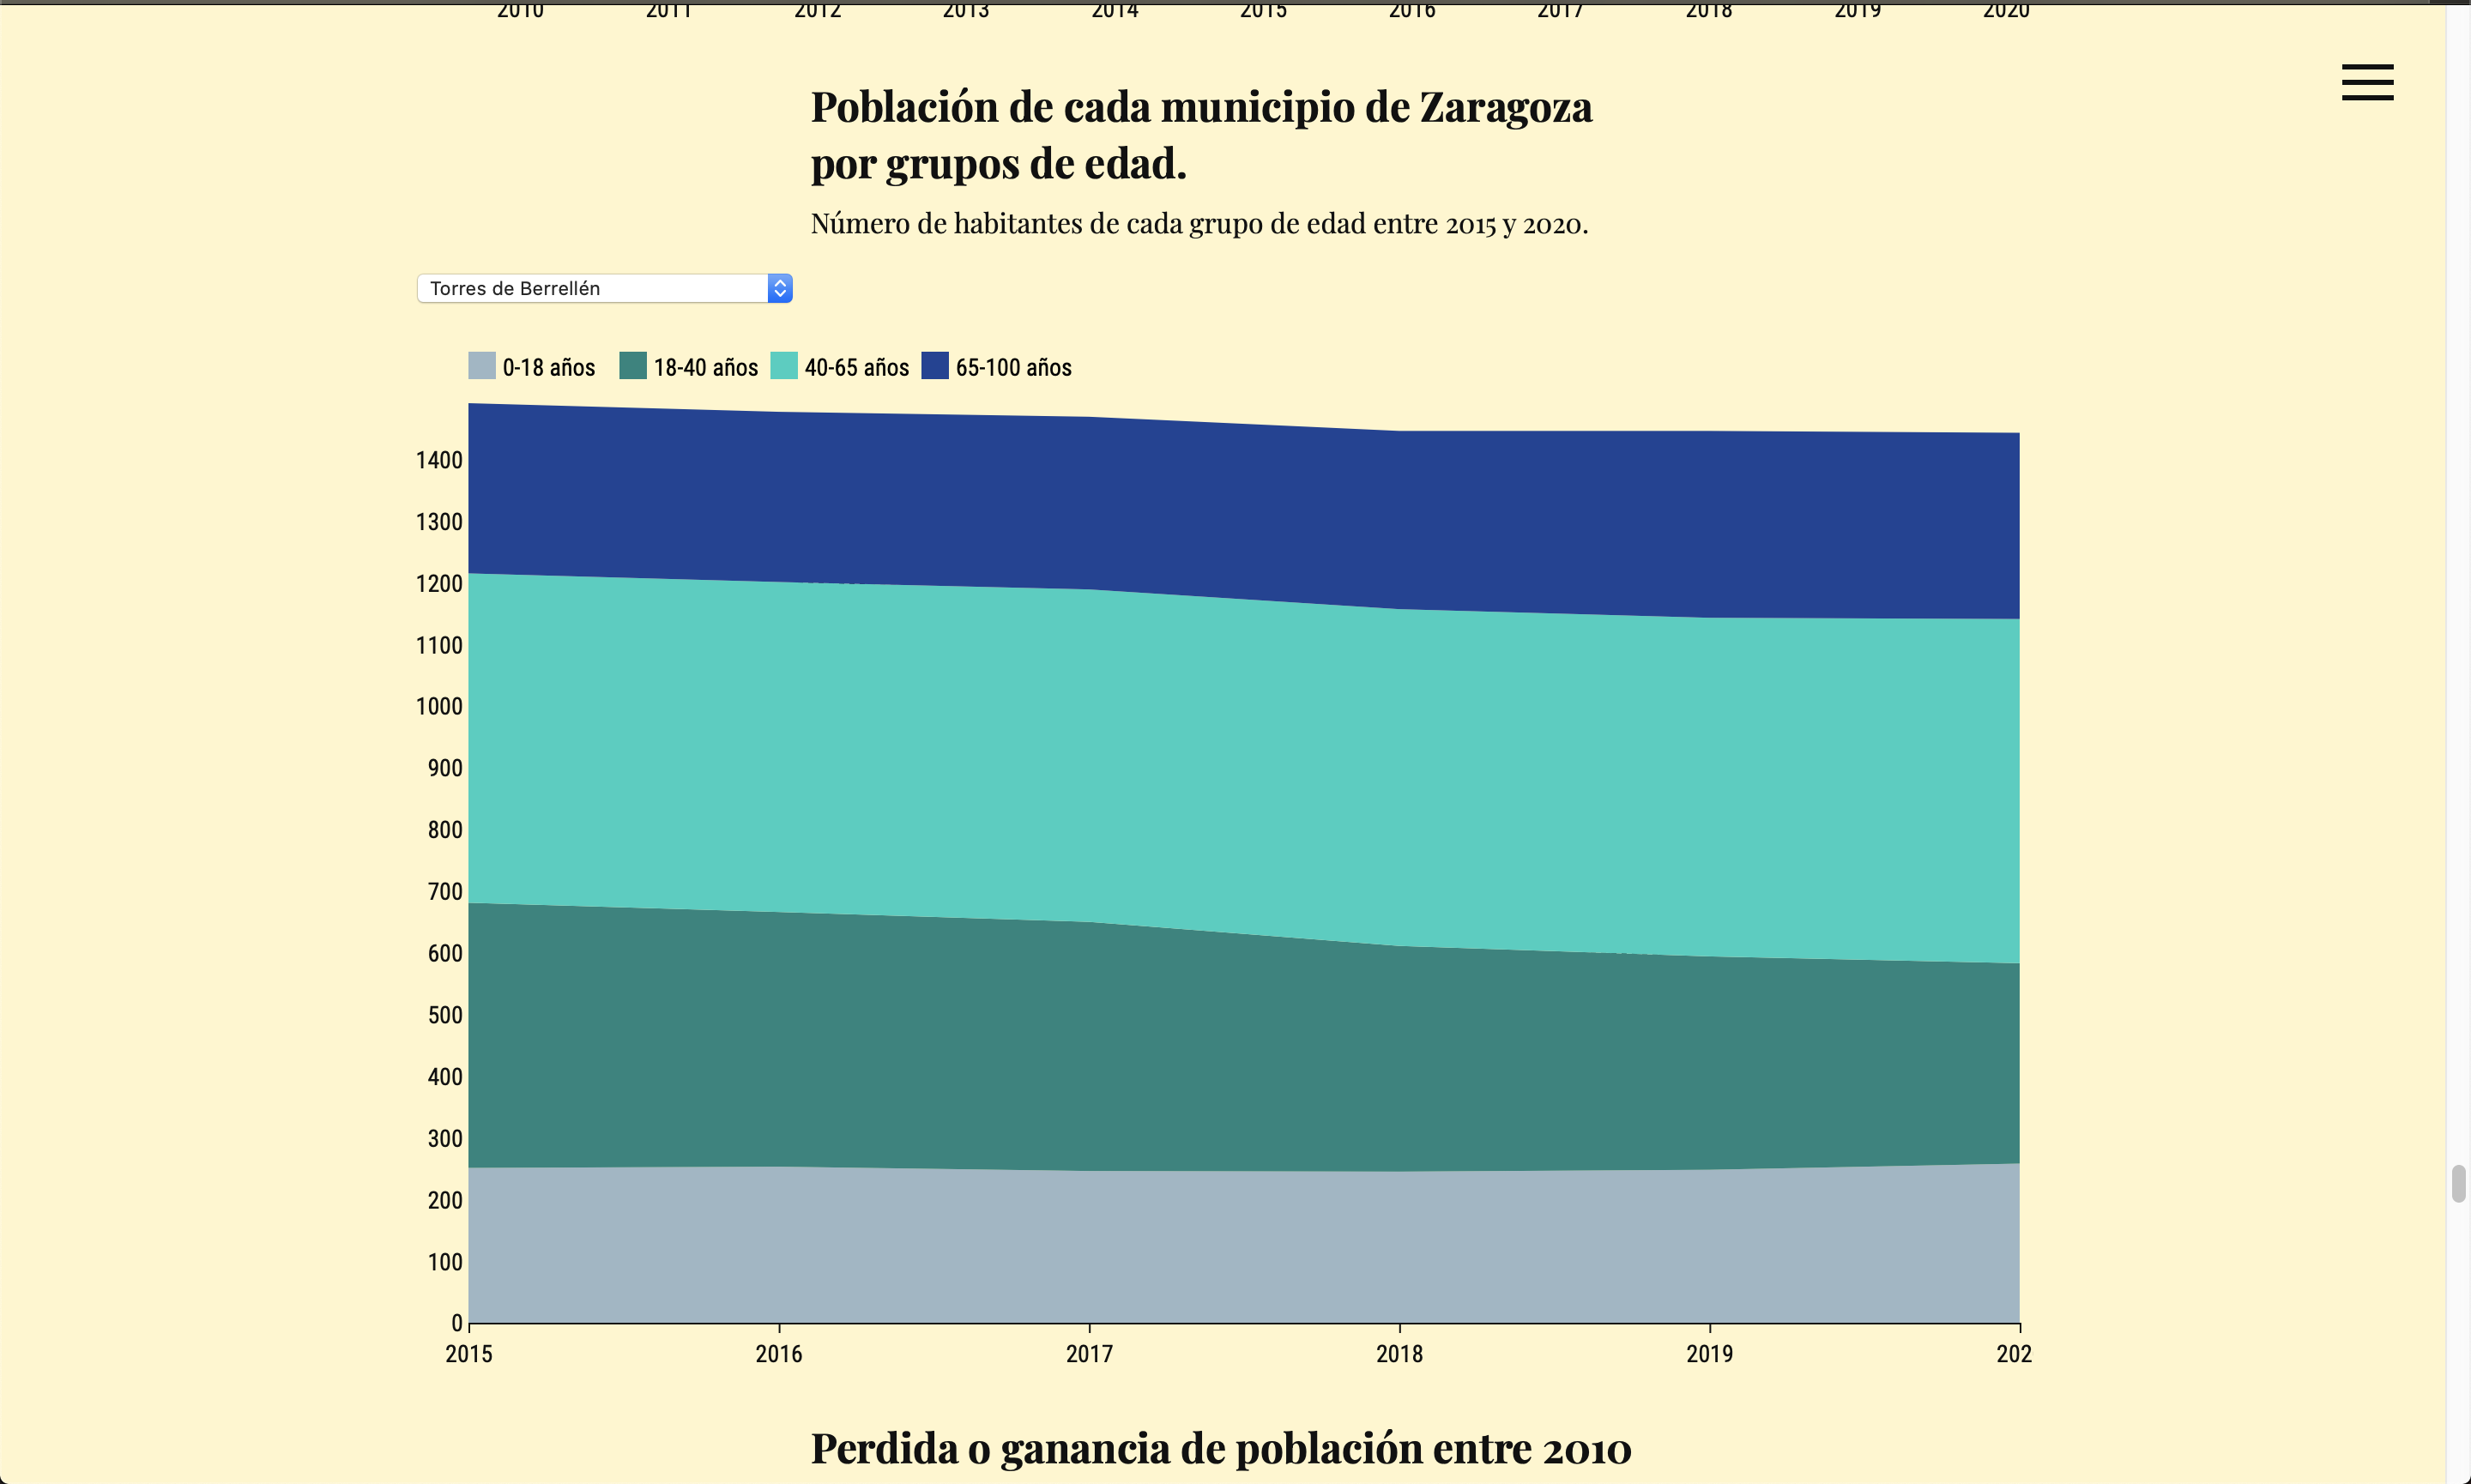 2010 2011 2012 2013 2014 2015 2016 2017 2018 2019 2020
Población de cada municipio de Zaragoza
por grupos de edad.
Número de habitantes de cada grupo de edad entre 2015 y 2020.
Torres de Berrellén
0-18 años 18-40 años 40-65 años 65-100 años
1400
1300
1200
1100
1000
900
800
700
600
500
400
300
200
100
0
2015 2016 2017 2018 2019 202
Perdida o ganancia de población entre 2010